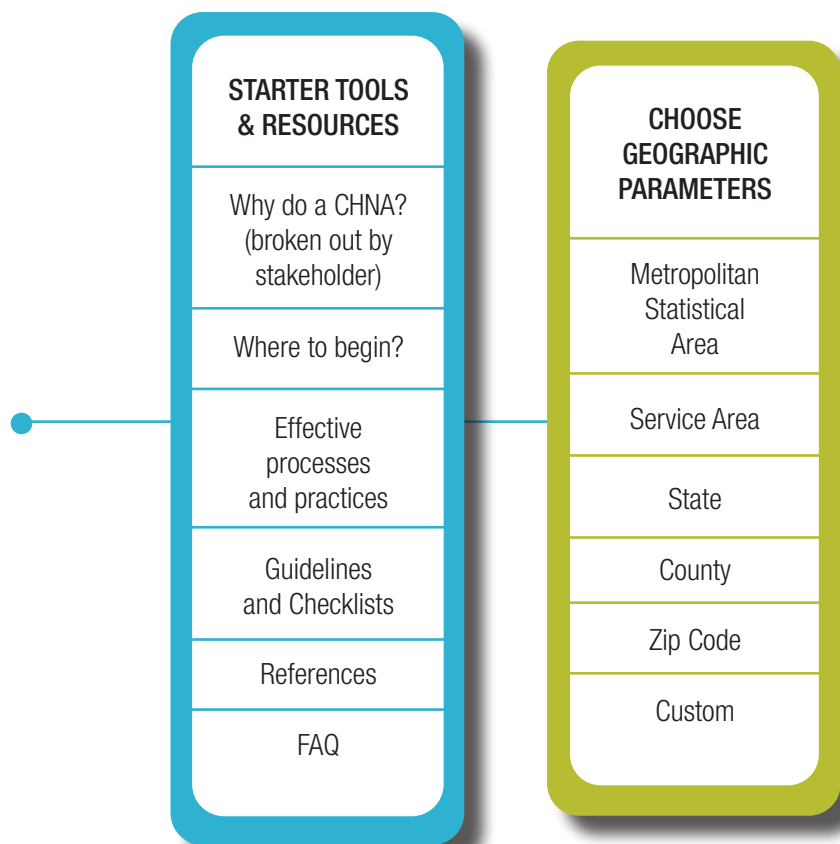 STARTER TOOLS
& RESOURCES
Why do a CHNA?
(broken out by
stakeholder)
Where to begin?
Effective
processes
and practices
Guidelines
and Checklists
References
FAQ
CHOOSE
GEOGRAPHIC
PARAMETERS
Metropolitan
Statistical
Area
Service Area
State
County
Zip Code
Custom